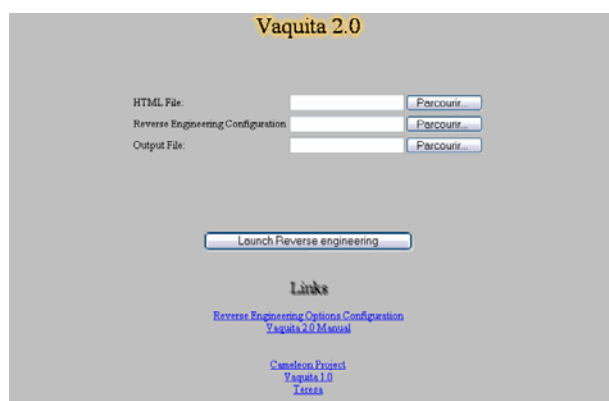 Vaquita 2.0
HTML File: Parcourir...
Reverse Engineering Configuration Parcourir...
Output File: Parcourir...
Launch Reverse engineering
Links
Reverse Engineering Options Configuration
Vaquita 2.0 Manual
Cameleon Project
Vaquita 1.0
Teresa